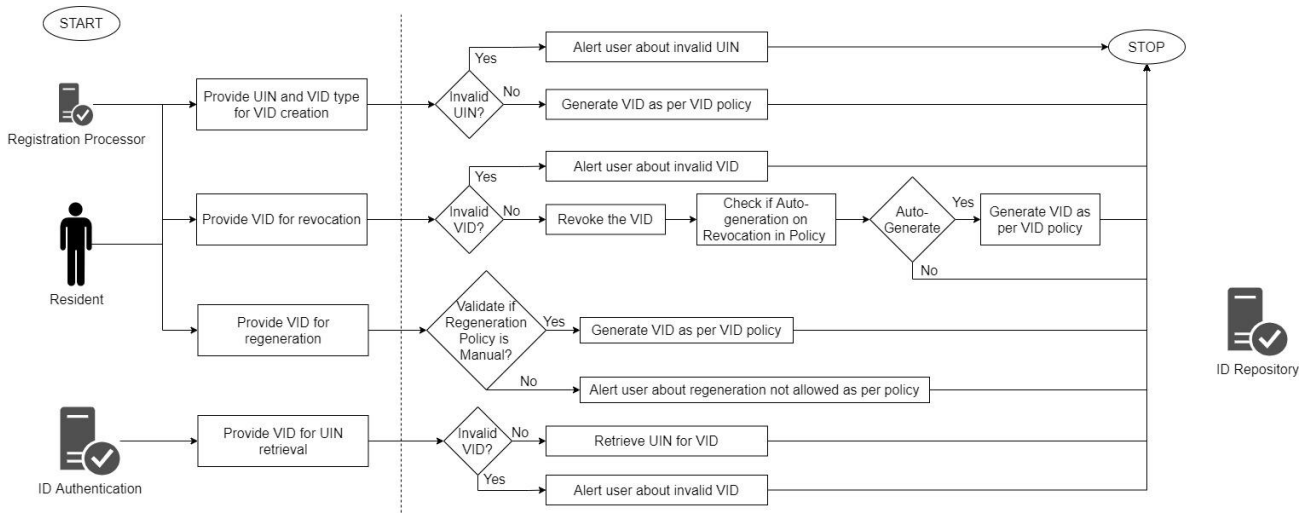 START
STOP
Alert user about invalid UIN
Yes
Provide UIN and VID type
for VID creation
Invalid
UIN?
No
Generate VID as per VID policy
Registration Processor
Alert user about invalid VID
Yes
Provide VID for revocation
Invalid
VID?
No
Revoke the VID
Check if Auto-
generation on
Revocation in Policy
Auto-
Generate
Yes
Generate VID as
per VID policy
No
Resident
Provide VID for
regeneration
Validate if
Regeneration
Policy is
Manual?
Yes
Generate VID as per VID policy
No
Alert user about regeneration not allowed as per policy
ID Repository
Provide VID for UIN
retrieval
Invalid
VID?
No
Retrieve UIN for VID
Yes
Alert user about invalid VID
ID Authentication